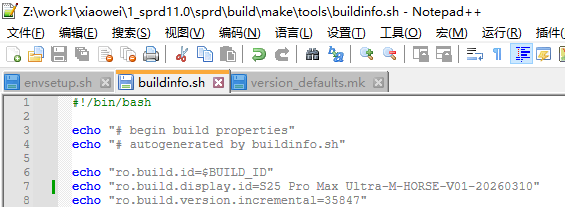 Z:\work1\xiaowei\1_sprd11.0\sprd\build\make\tools\buildinfo.sh - Notepad++
文件(F) 编辑(E) 搜索(S) 视图(V) 编码(N) 语言(L) 设置(T) 工具(O) 宏(M) 运行(R) 插件
envsetup.sh buildinfo.sh version_defaults.mk
1 #!/bin/bash
2
3 echo "# begin build properties"
4 echo "# autogenerated by buildinfo.sh"
5
6 echo "ro.build.id=$BUILD_ID"
7 echo "ro.build.display.id=S25 Pro Max Ultra-M-HORSE-V01-20260310"
8 echo "ro.build.version.incremental=35847"